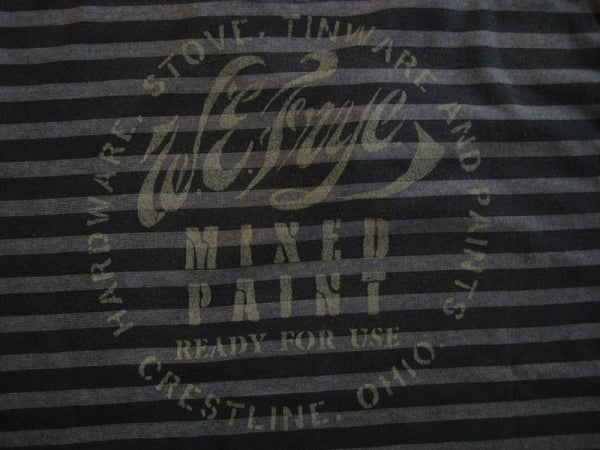 HARDWARE, STOVE, TINWARE AND PAINTS
W.E.
MIXED
PAINT
READY FOR USE
CRESTLINE, OHIO